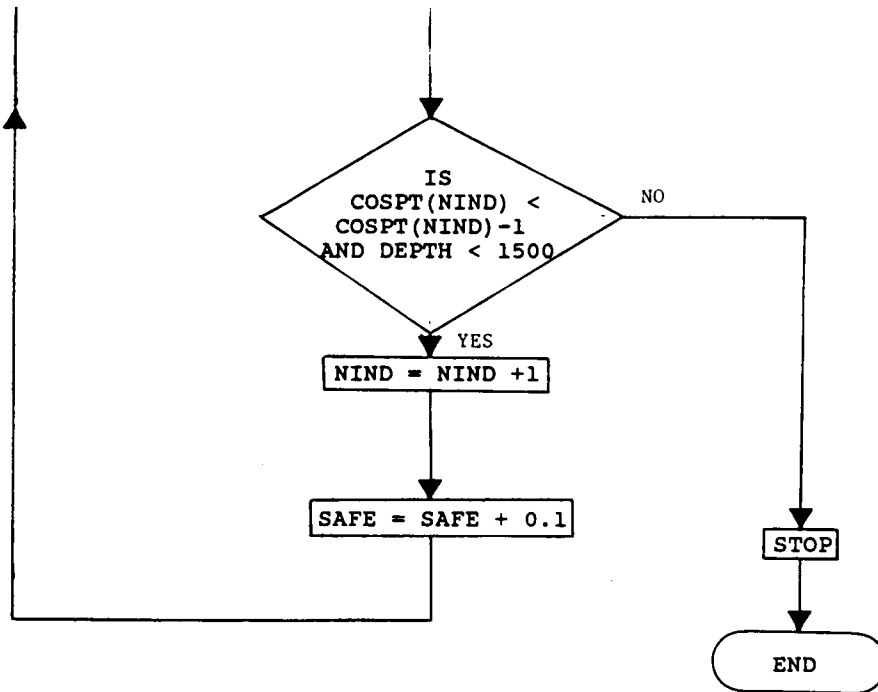 IS
COSPT(NIND) <
COSPT(NIND)-1
AND DEPTH < 1500
NO
YES
NIND = NIND +1
SAFE = SAFE + 0.1
STOP
END